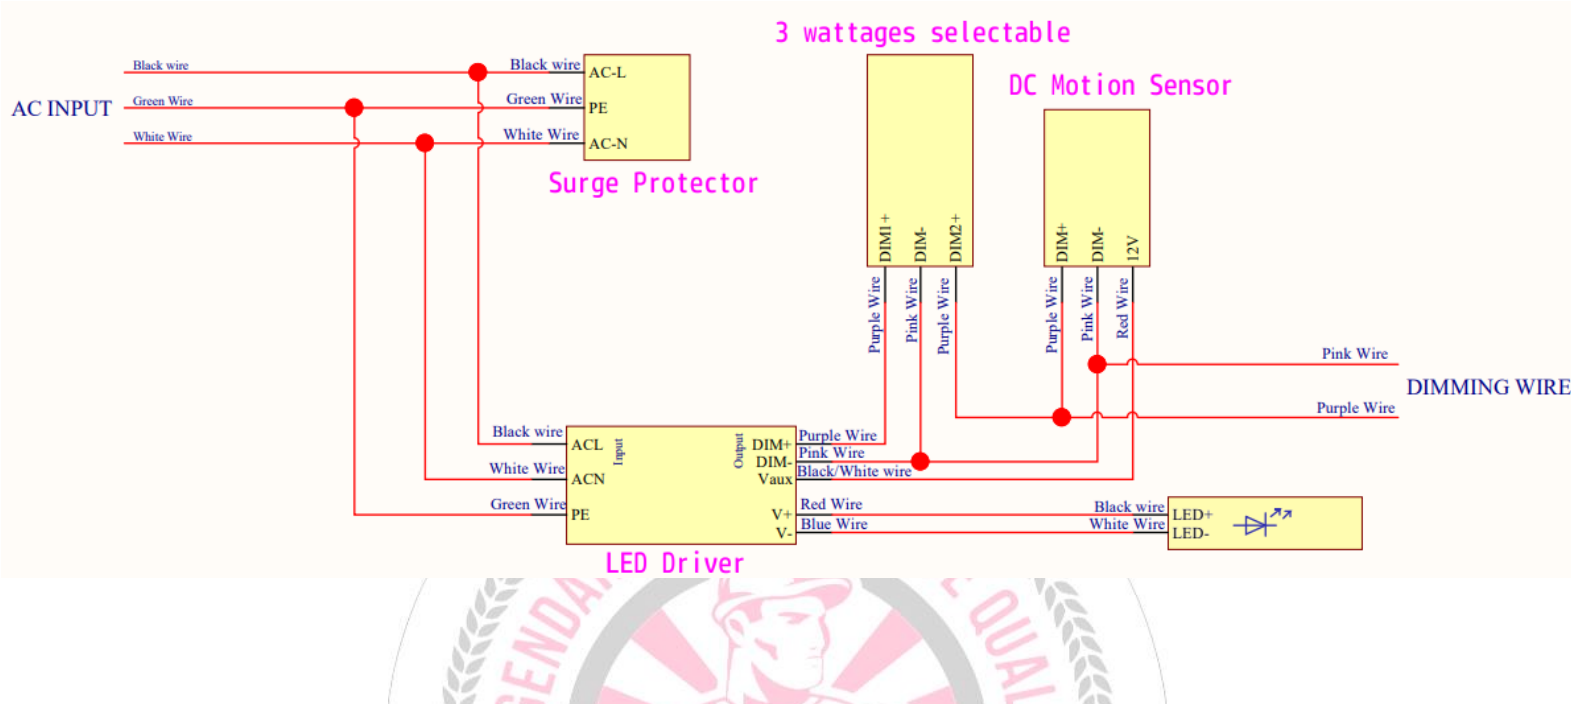 3 wattages selectable
DC Motion Sensor
AC INPUT
Black wire
Green Wire
White Wire
Black wire
Green Wire
White Wire
AC-L
PE
AC-N
Surge Protector
DIM1+
DIM-
DIM2+
Purple Wire
Pink Wire
Purple Wire
DIM+
DIM-
12V
Purple Wire
Pink Wire
Red Wire
Pink Wire
DIMMING WIRE
Purple Wire
Black wire
White Wire
Green Wire
ACL
ACN
PE
Input
Output
DIM+
DIM-
Vaux
V+
V-
Purple Wire
Pink Wire
Black/White wire
Red Wire
Blue Wire
Black wire
White Wire
LED+
LED-
LED Driver